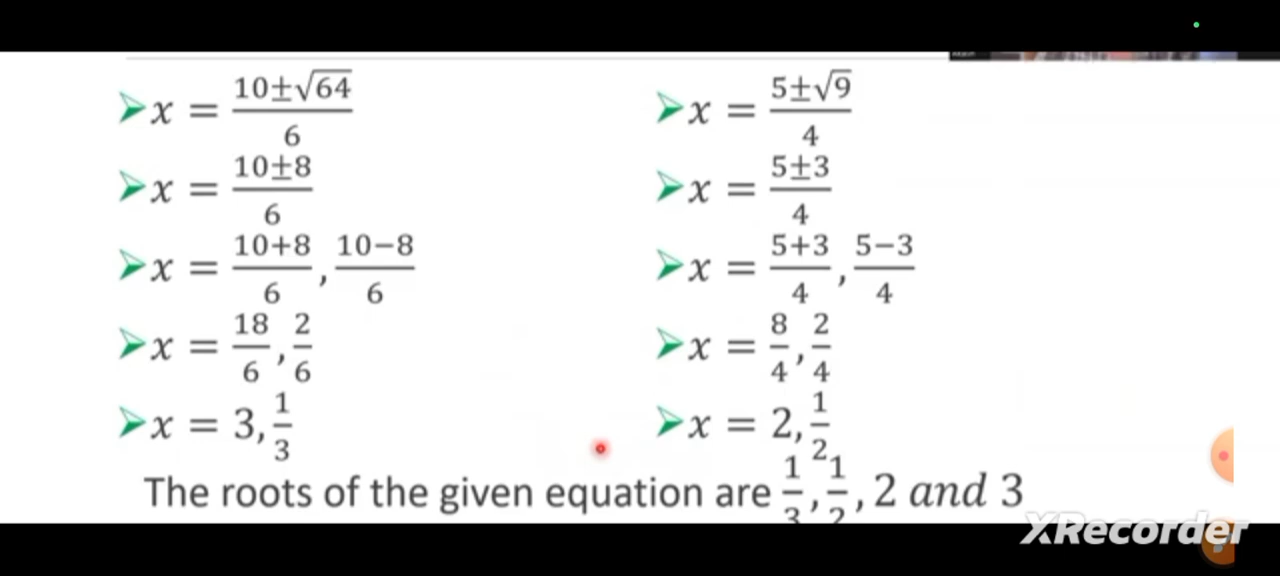 ➤x = (10±√64)/6
➤x = (10±8)/6
➤x = (10+8)/6 , (10−8)/6
➤x = 18/6 , 2/6
➤x = 3, 1/3
➤x = (5±√9)/4
➤x = (5±3)/4
➤x = (5+3)/4 , (5−3)/4
➤x = 8/4 , 2/4
➤x = 2, 1/2
The roots of the given equation are 1/3 , 1/2 , 2 and 3
XRecorder